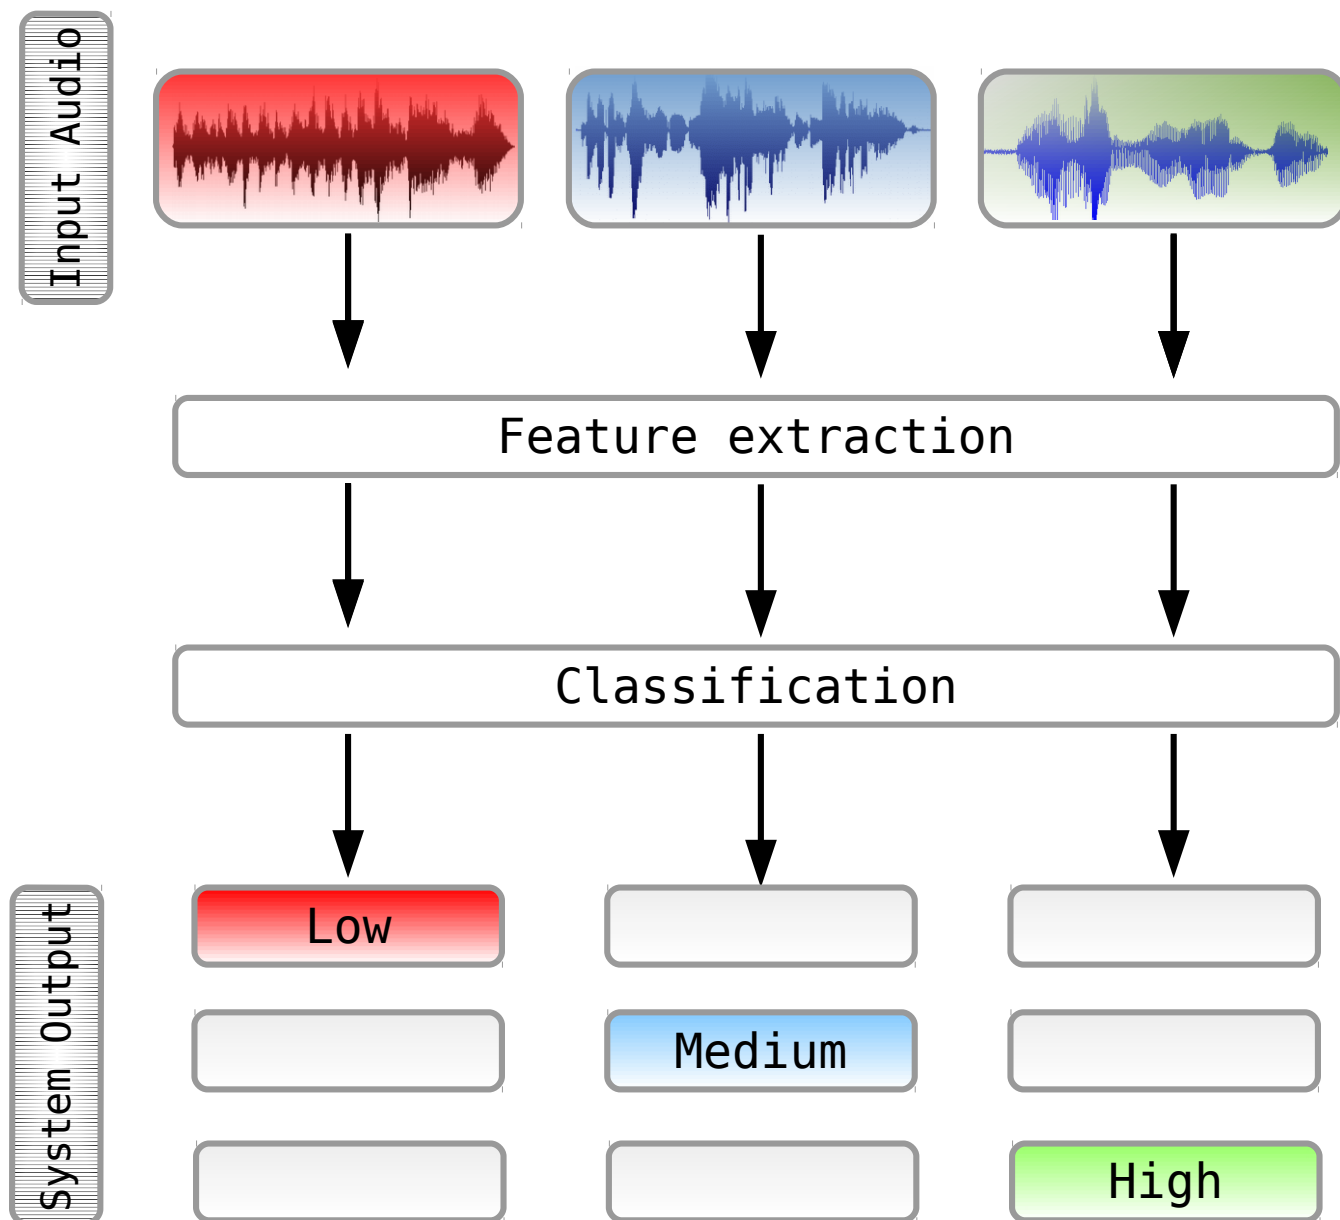 Input Audio
Feature extraction
Classification
System Output
Low
Medium
High